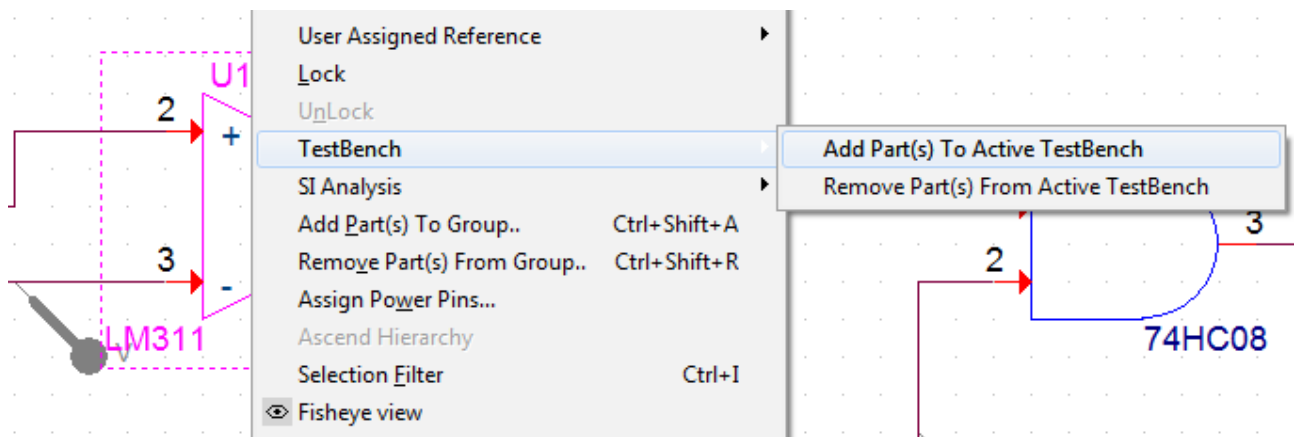 User Assigned Reference
U1
Lock
2
UnLock
+
TestBench
Add Part(s) To Active TestBench
SI Analysis
Remove Part(s) From Active TestBench
Add Part(s) To Group.. Ctrl+Shift+A
3
3
Remove Part(s) From Group.. Ctrl+Shift+R
2
-
Assign Power Pins...
LM311
V
Ascend Hierarchy
74HC08
Selection Filter Ctrl+I
Fisheye view